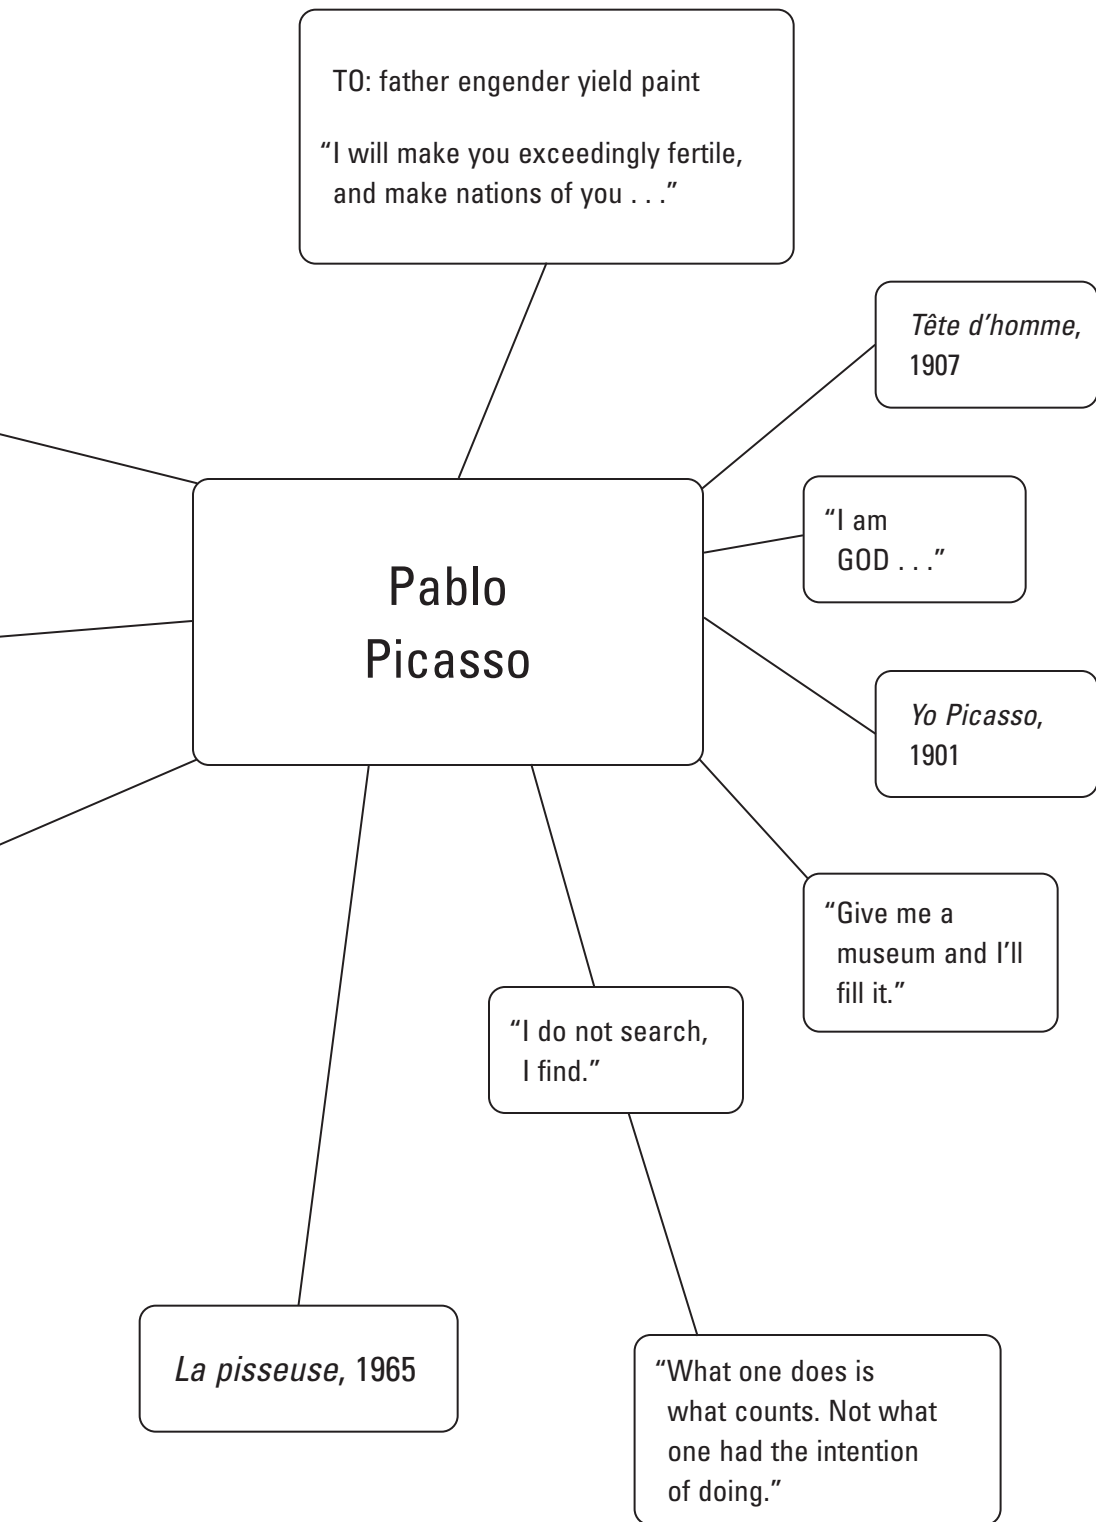 TO: father engender yield paint
“I will make you exceedingly fertile,
and make nations of you . . .”
Tête d’homme,
1907
“I am
GOD . . .”
Pablo
Picasso
Yo Picasso,
1901
“Give me a
museum and I’ll
fill it.”
“I do not search,
I find.”
La pisseuse, 1965
“What one does is
what counts. Not what
one had the intention
of doing.”